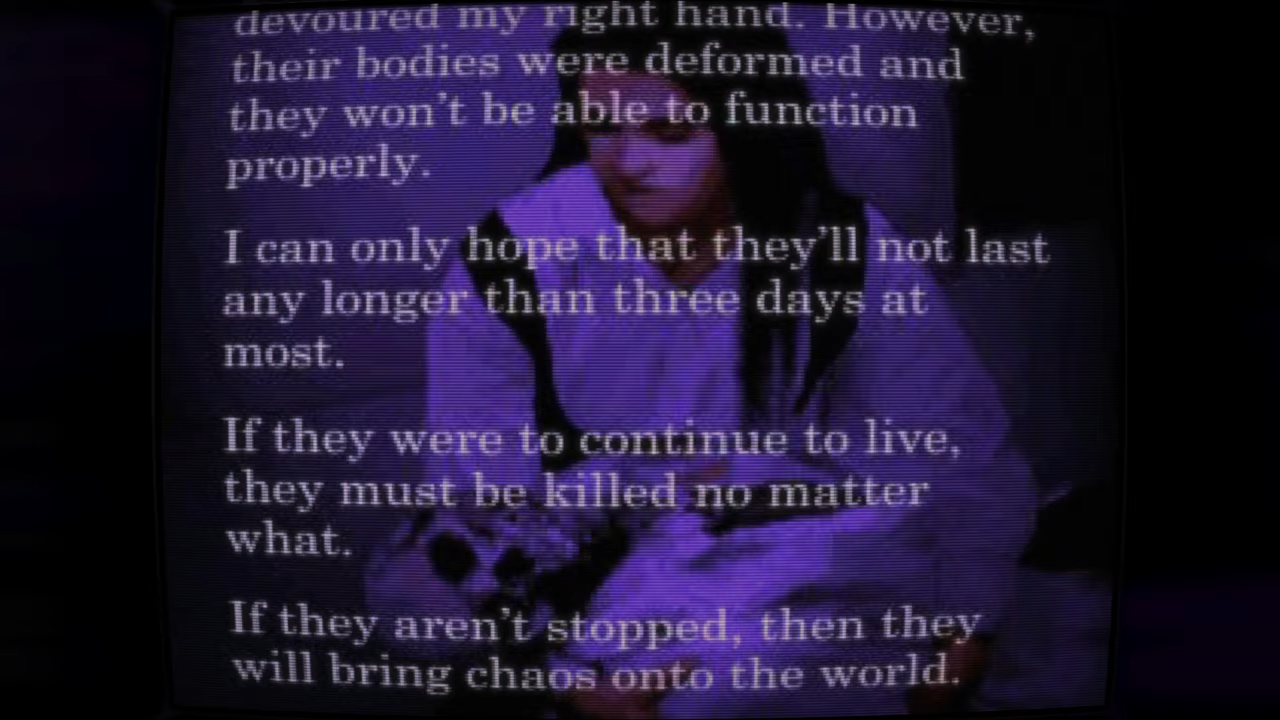 devoured my right hand. However,
their bodies were deformed and
they won't be able to function
properly.
I can only hope that they'll not last
any longer than three days at
most.
If they were to continue to live,
they must be killed no matter
what.
If they aren't stopped, then they
will bring chaos onto the world.